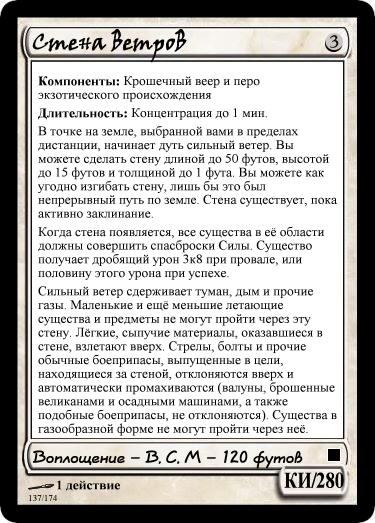 Стена ветров
3
Компоненты: Крошечный веер и перо
экзотического происхождения
Длительность: Концентрация до 1 мин.
В точке на земле, выбранной вами в пределах
дистанции, начинает дуть сильный ветер. Вы
можете сделать стену длиной до 50 футов, высотой
до 15 футов и толщиной до 1 фута. Вы можете как
угодно изгибать стену, лишь бы это был
непрерывный путь по земле. Стена существует, пока
активно заклинание.
Когда стена появляется, все существа в её области
должны совершить спасброски Силы. Существо
получает дробящий урон 3к8 при провале, или
половину этого урона при успехе.
Сильный ветер сдерживает туман, дым и прочие
газы. Маленькие и ещё меньшие летающие
существа и предметы не могут пройти через эту
стену. Лёгкие, сыпучие материалы, оказавшиеся в
стене, взлетают вверх. Стрелы, болты и прочие
обычные боеприпасы, выпущенные в цели,
находящиеся за стеной, отклоняются вверх и
автоматически промахиваются (валуны, брошенные
великанами и осадными машинами, а также
подобные боеприпасы, не отклоняются). Существа в
газообразной форме не могут пройти через неё.
Воплощение – В, С, М – 120 футов
КИ/280
1 действие
137/174